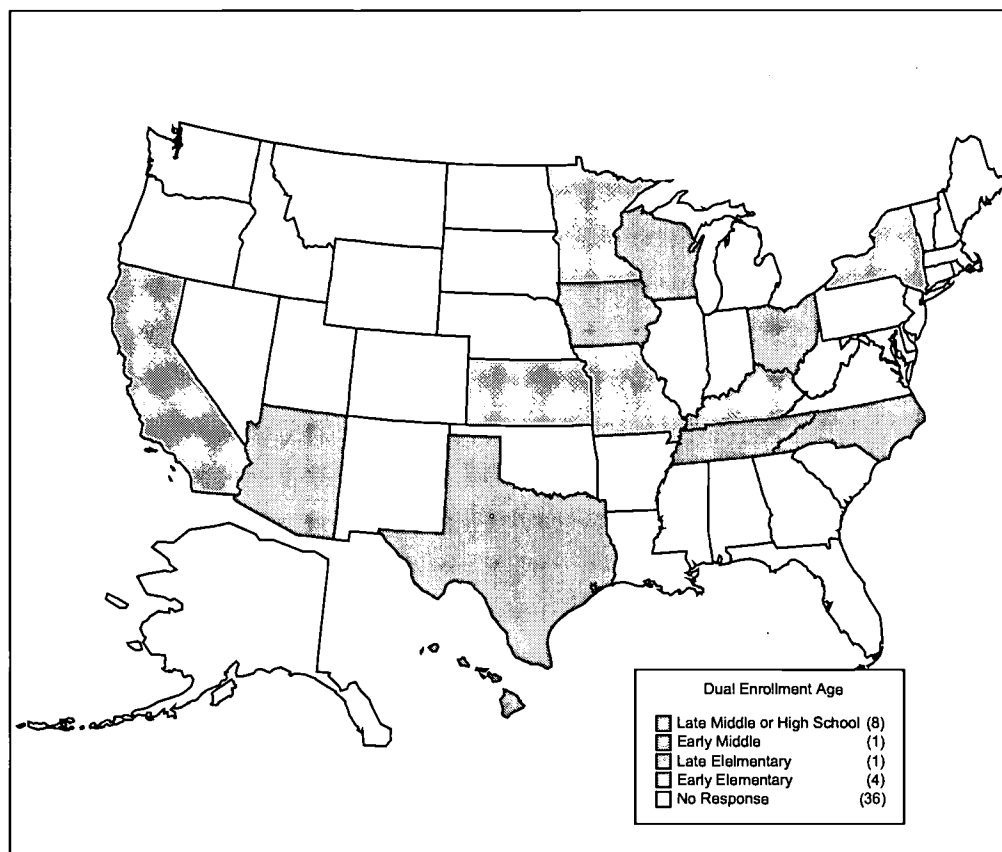 Dual Enrollment Age
Late Middle or High School (8)
Early Middle (1)
Late Elelmentary (1)
Early Elementary (4)
No Response (36)